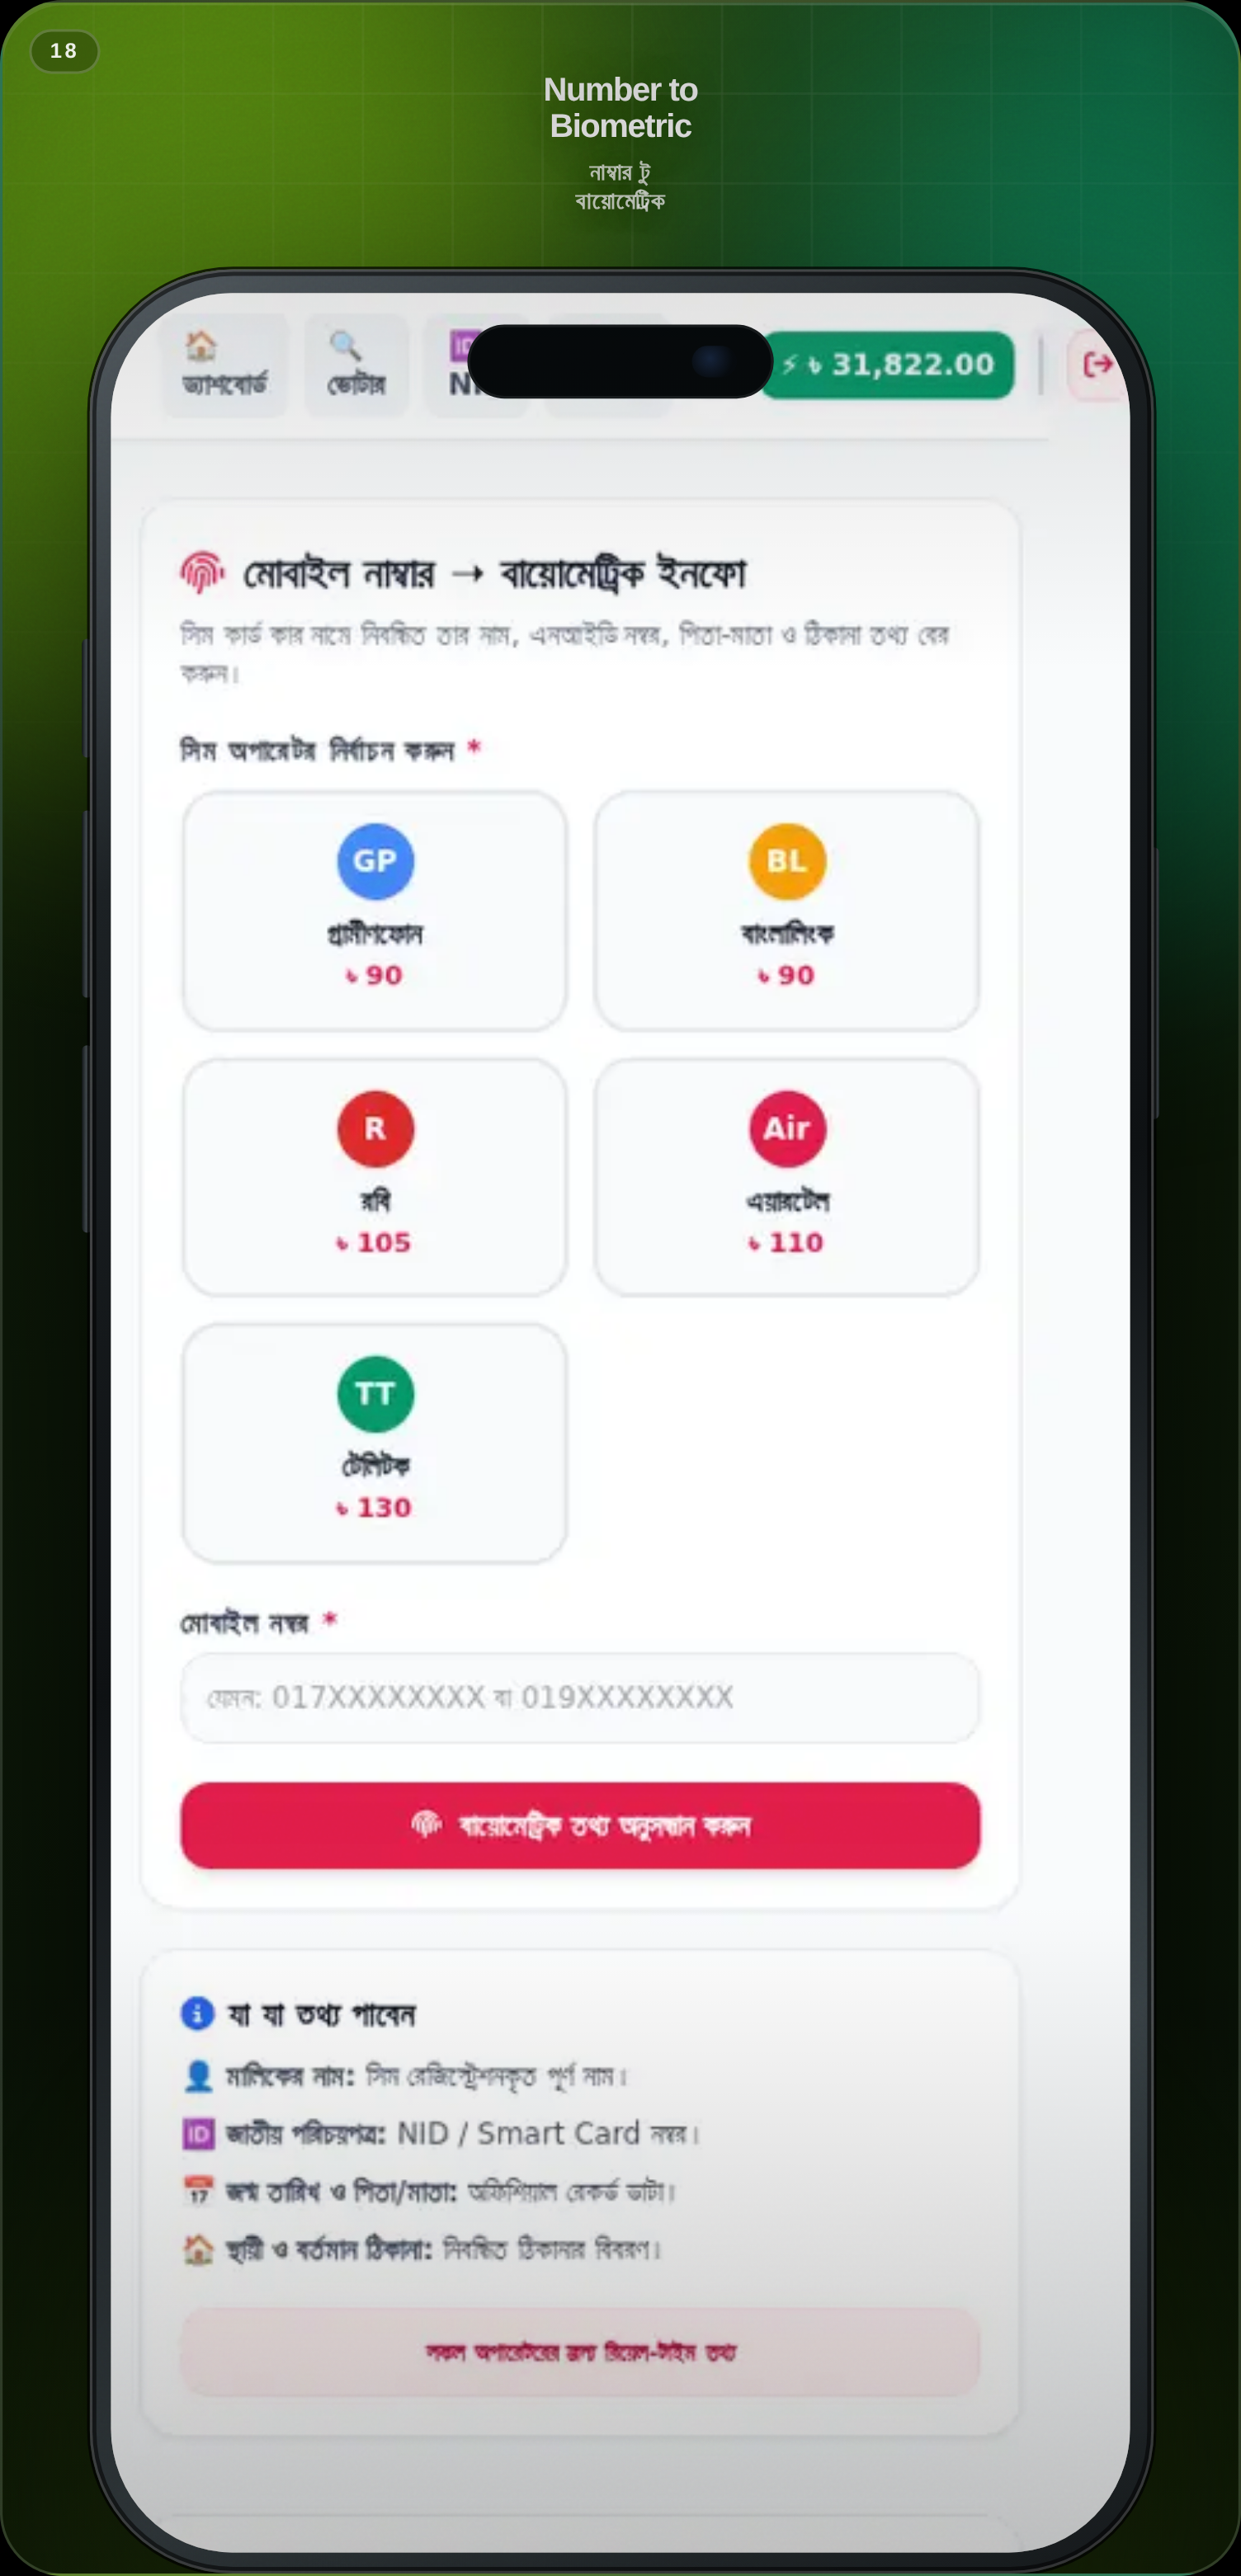 18
Number to
Biometric
নাম্বার টু
বায়োমেট্রিক
ড্যাশবোর্ড
ভোটার
⚡ ৳ 31,822.00
মোবাইল নাম্বার → বায়োমেট্রিক ইনফো
সিম কার্ড কার নামে নিবন্ধিত তার নাম, এনআইডি নম্বর, পিতা-মাতা ও ঠিকানা তথ্য বের
করুন।
সিম অপারেটর নির্বাচন করুন *
GP
গ্রামীণফোন
৳ 90
BL
বাংলালিংক
৳ 90
R
রবি
৳ 105
Air
এয়ারটেল
৳ 110
TT
টেলিটক
৳ 130
মোবাইল নম্বর *
যেমন: 017XXXXXXXX বা 019XXXXXXXX
বায়োমেট্রিক তথ্য অনুসন্ধান করুন
যা যা তথ্য পাবেন
মালিকের নাম: সিম রেজিস্ট্রেশনকৃত পূর্ণ নাম।
জাতীয় পরিচয়পত্র: NID / Smart Card নম্বর।
জন্ম তারিখ ও পিতা/মাতা: অফিশিয়াল রেকর্ড ডাটা।
স্থায়ী ও বর্তমান ঠিকানা: নিবন্ধিত ঠিকানার বিবরণ।
সকল অপারেটরের জন্য রিয়েল-টাইম তথ্য